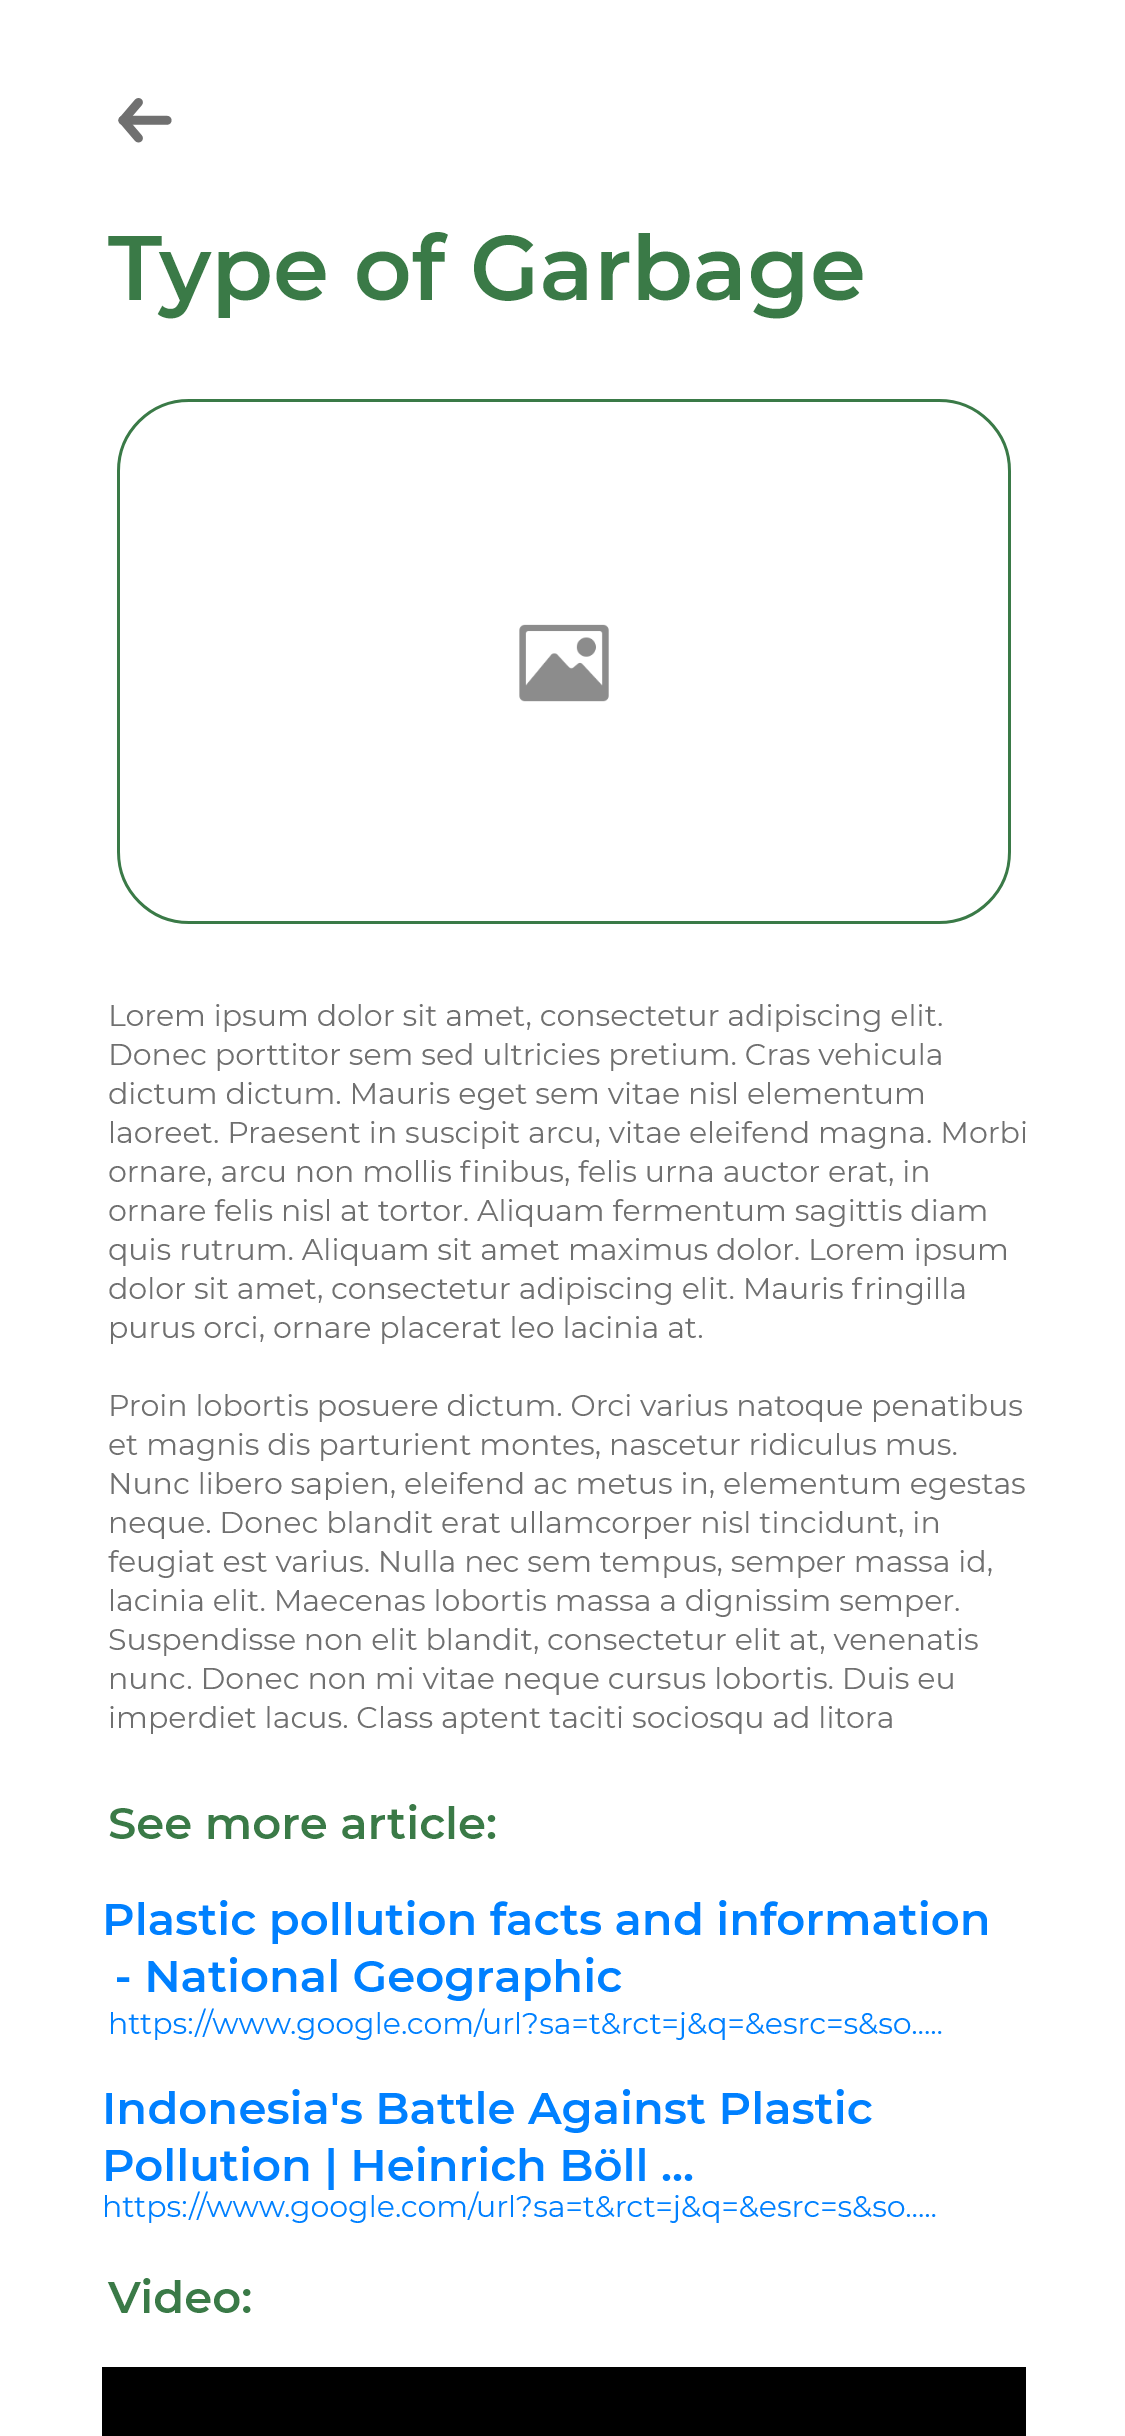 Type of Garbage
Lorem ipsum dolor sit amet, consectetur adipiscing elit.
Donec porttitor sem sed ultricies pretium. Cras vehicula
dictum dictum. Mauris eget sem vitae nisl elementum
laoreet. Praesent in suscipit arcu, vitae eleifend magna. Morbi
ornare, arcu non mollis finibus, felis urna auctor erat, in
ornare felis nisl at tortor. Aliquam fermentum sagittis diam
quis rutrum. Aliquam sit amet maximus dolor. Lorem ipsum
dolor sit amet, consectetur adipiscing elit. Mauris fringilla
purus orci, ornare placerat leo lacinia at.
Proin lobortis posuere dictum. Orci varius natoque penatibus
et magnis dis parturient montes, nascetur ridiculus mus.
Nunc libero sapien, eleifend ac metus in, elementum egestas
neque. Donec blandit erat ullamcorper nisl tincidunt, in
feugiat est varius. Nulla nec sem tempus, semper massa id,
lacinia elit. Maecenas lobortis massa a dignissim semper.
Suspendisse non elit blandit, consectetur elit at, venenatis
nunc. Donec non mi vitae neque cursus lobortis. Duis eu
imperdiet lacus. Class aptent taciti sociosqu ad litora
See more article:
Plastic pollution facts and information
- National Geographic
https://www.google.com/url?sa=t&rct=j&q=&esrc=s&so.....
Indonesia's Battle Against Plastic
Pollution | Heinrich Böll ...
https://www.google.com/url?sa=t&rct=j&q=&esrc=s&so.....
Video: